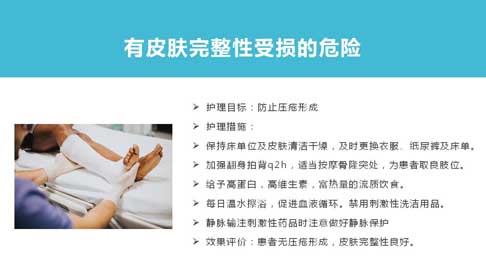 有皮肤完整性受损的危险
➢ 护理目标：防止压疮形成
➢ 护理措施：
➢ 保持床单位及皮肤清洁干燥，及时更换衣服、纸尿裤及床单。
➢ 加强翻身拍背q2h，适当按摩骨隆突处，为患者取良肢位。
➢ 给予高蛋白，高维生素，富热量的流质饮食。
➢ 每日温水擦浴，促进血液循环。禁用刺激性洗洁用品。
➢ 静脉输注刺激性药品时注意做好静脉保护
➢ 效果评价：患者无压疮形成，皮肤完整性良好。